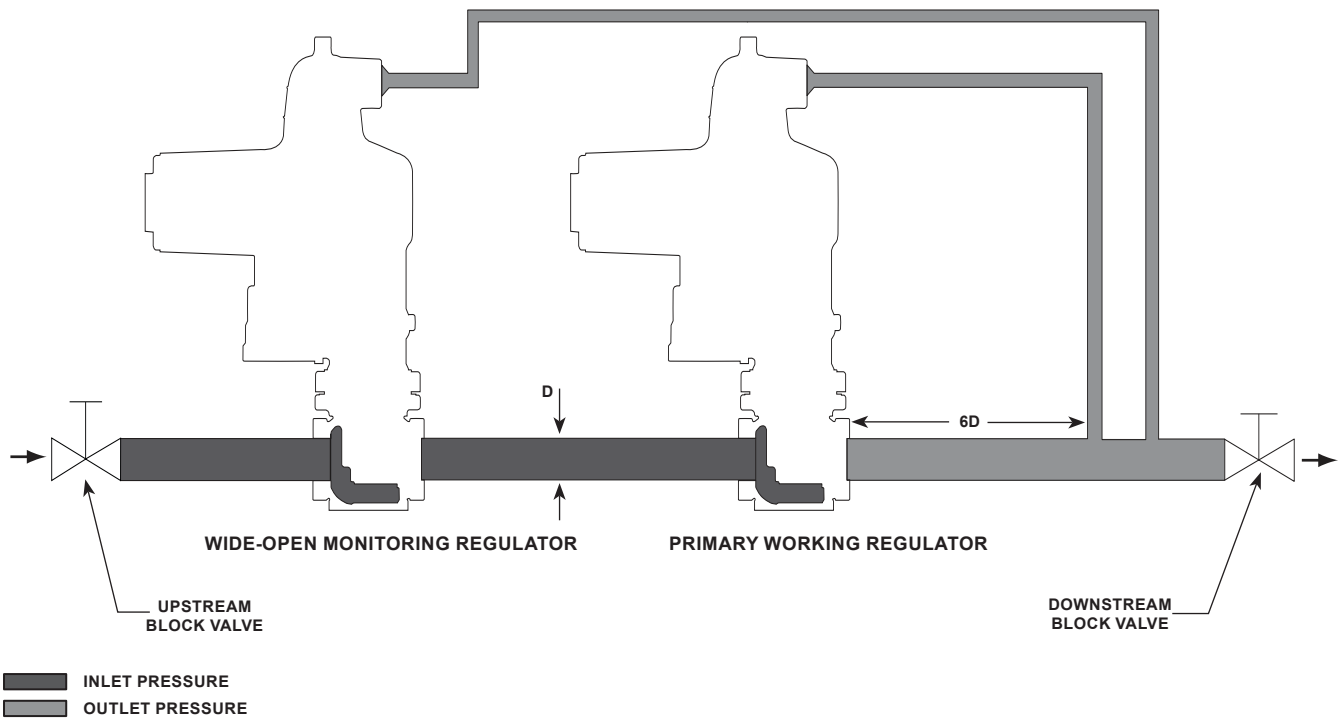 D
6D
WIDE-OPEN MONITORING REGULATOR
PRIMARY WORKING REGULATOR
UPSTREAM
BLOCK VALVE
DOWNSTREAM
BLOCK VALVE
INLET PRESSURE
OUTLET PRESSURE